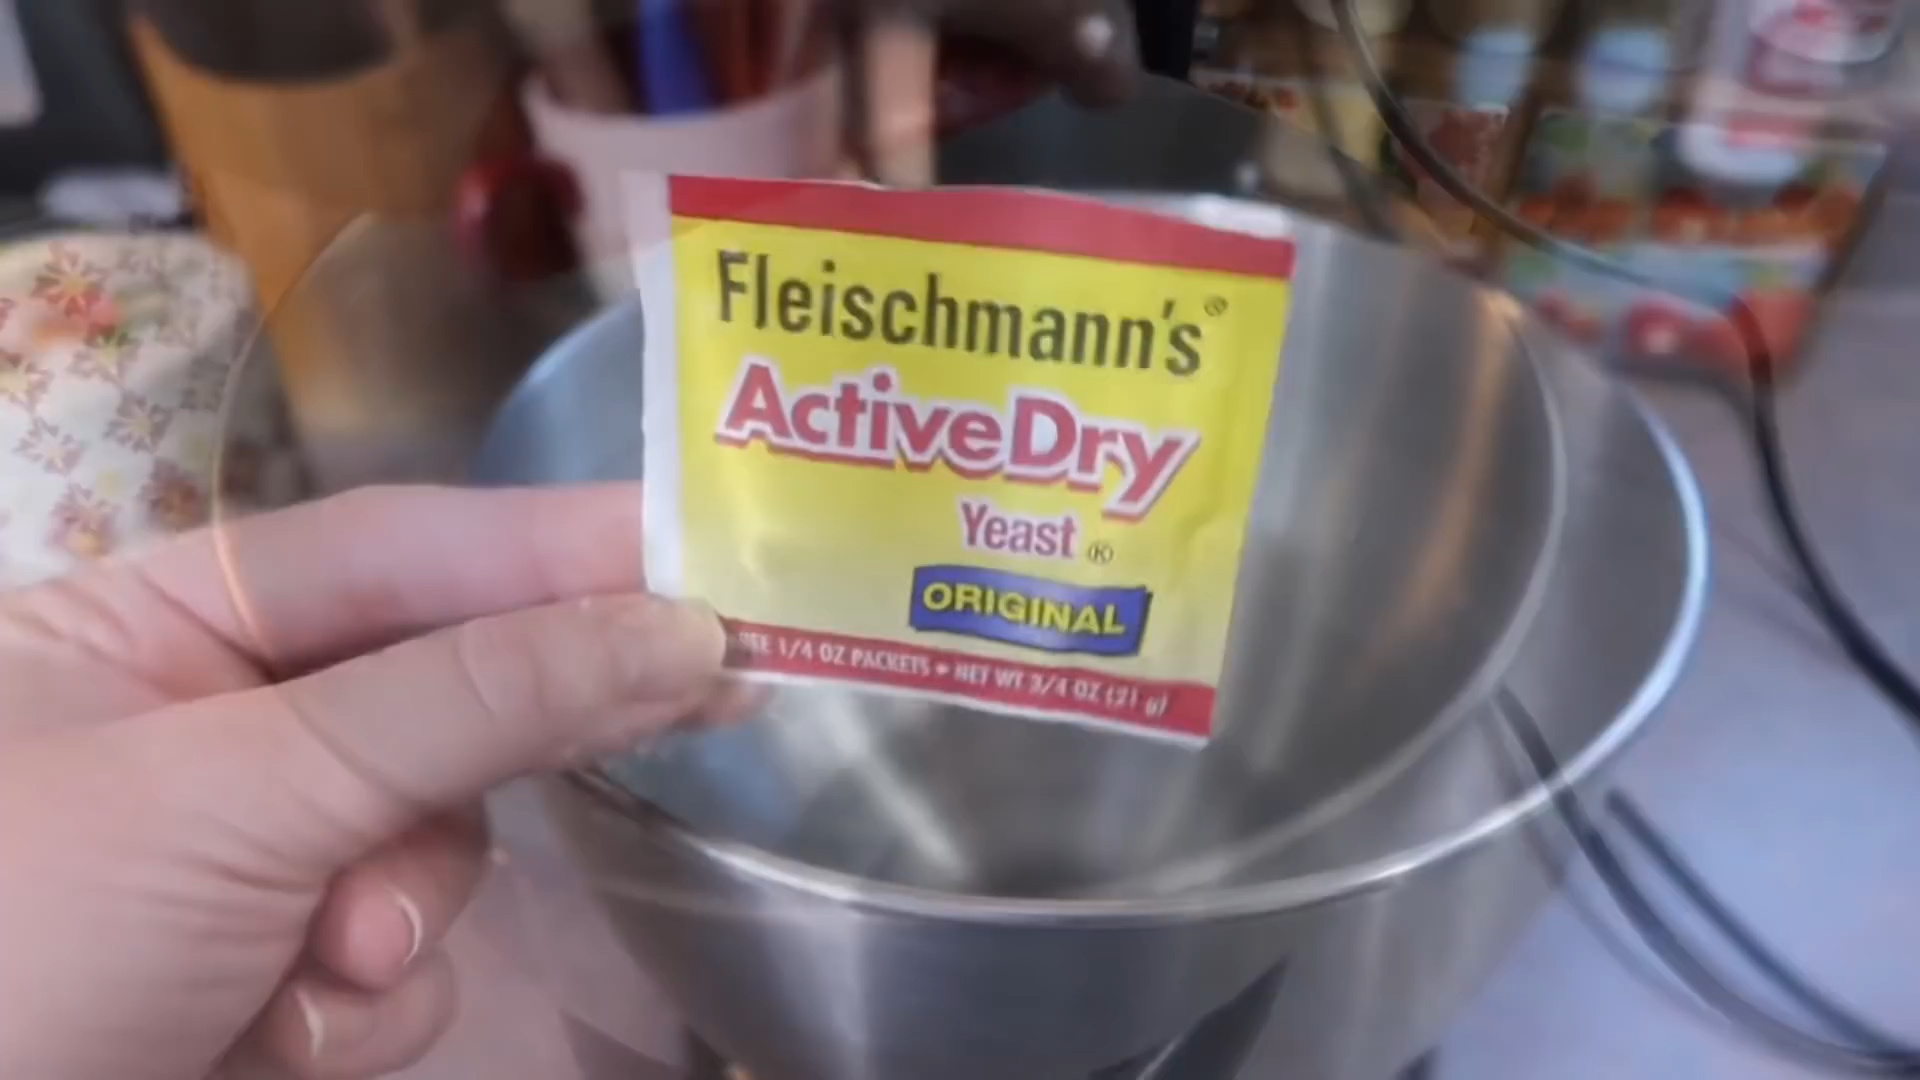 Fleischmann's®
ActiveDry
Yeast Ⓚ
ORIGINAL
1/4 OZ PACKETS • NET WT 3/4 OZ (21 g)